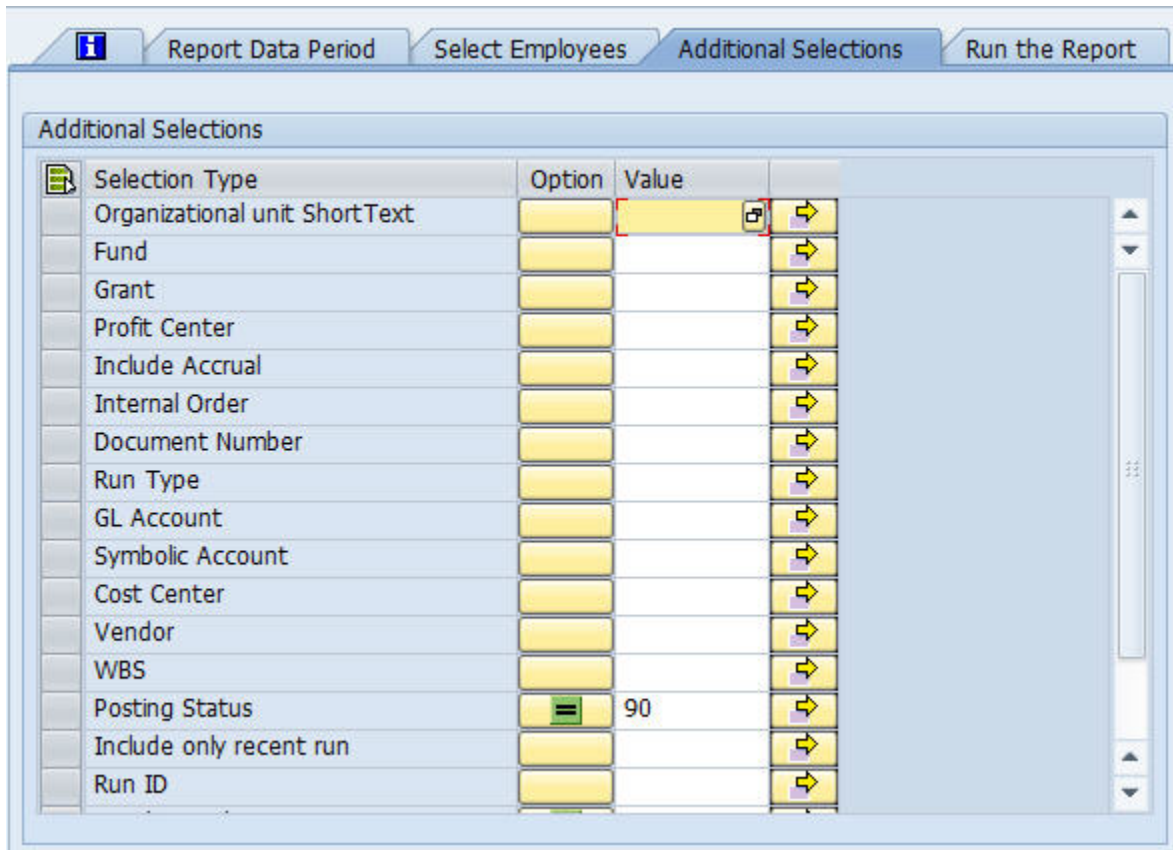 Report Data Period Select Employees Additional Selections Run the Report
Additional Selections
Selection Type Option Value
Organizational unit ShortText
Fund
Grant
Profit Center
Include Accrual
Internal Order
Document Number
Run Type
GL Account
Symbolic Account
Cost Center
Vendor
WBS
Posting Status = 90
Include only recent run
Run ID